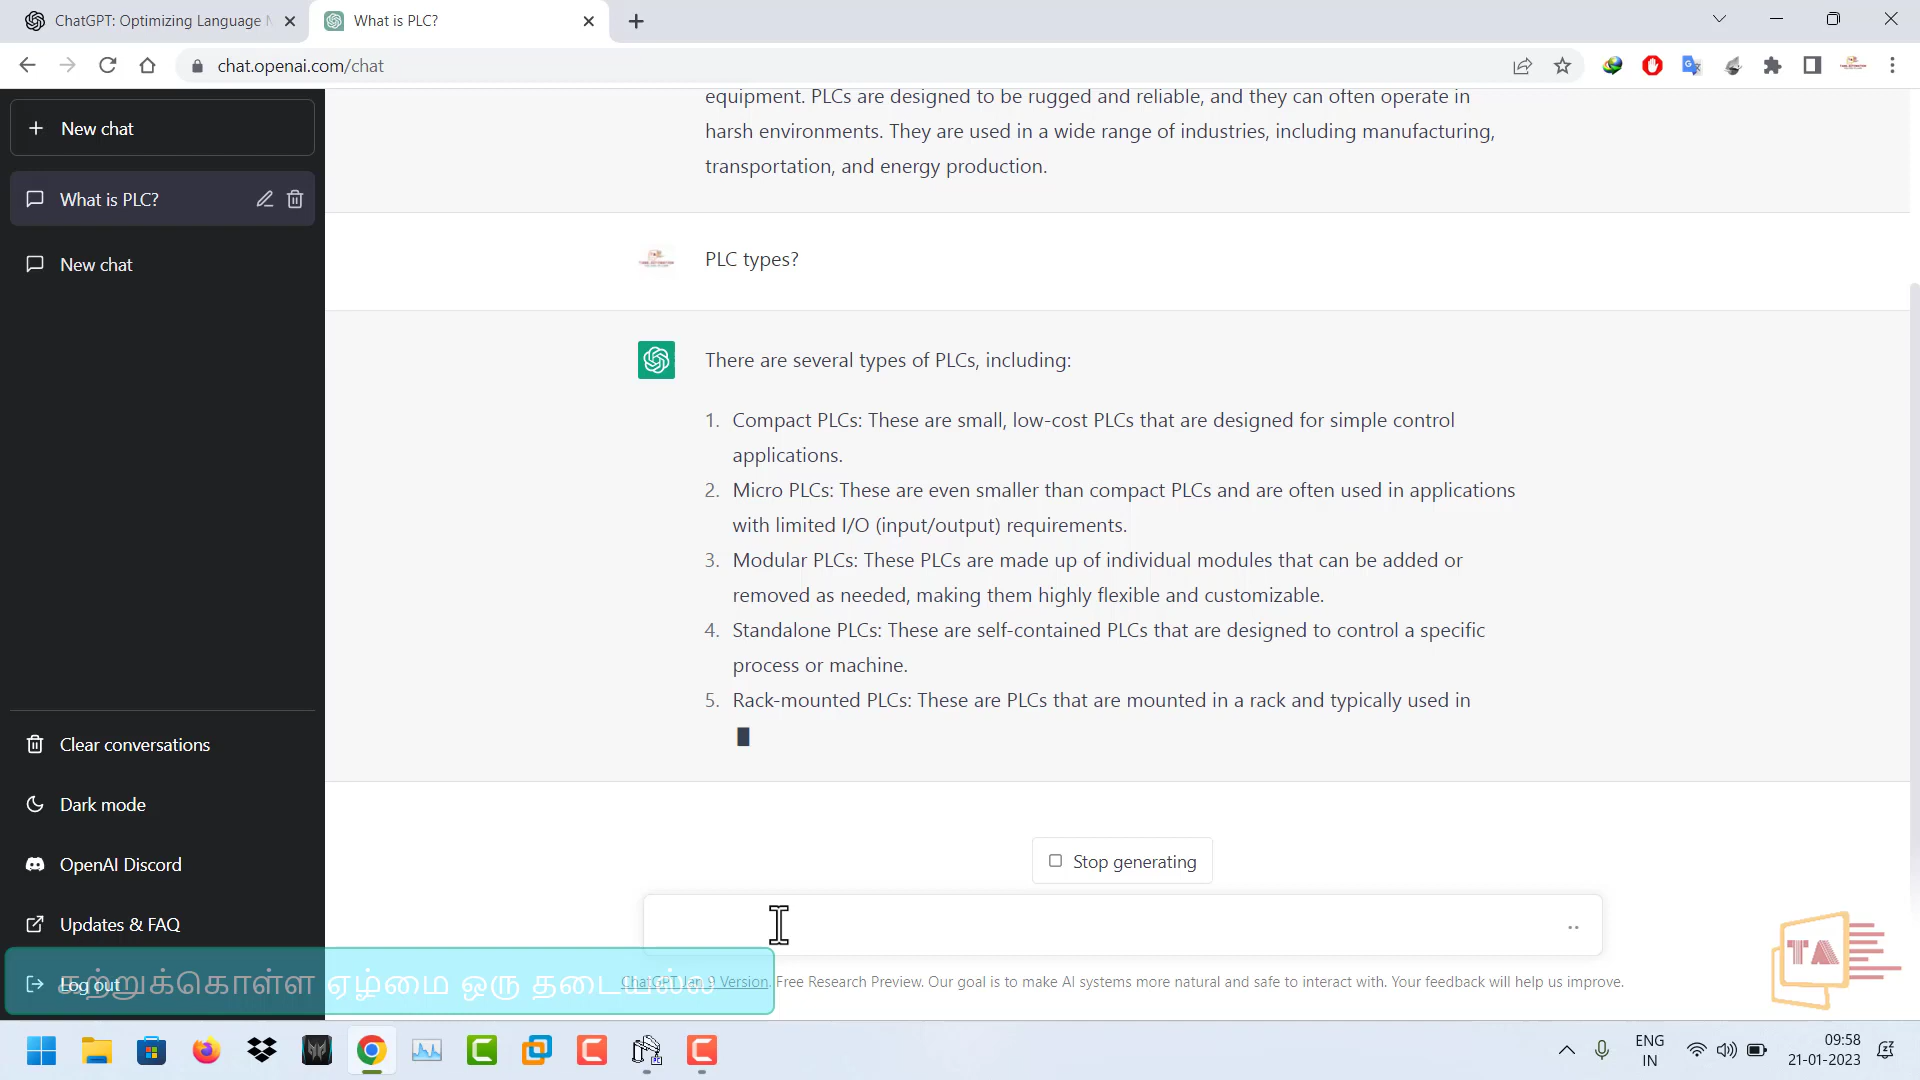 ChatGPT: Optimizing Language M
What is PLC?
chat.openai.com/chat
New chat
What is PLC?
New chat
equipment. PLCs are designed to be rugged and reliable, and they can often operate in
harsh environments. They are used in a wide range of industries, including manufacturing,
transportation, and energy production.
PLC types?
There are several types of PLCs, including:
1. Compact PLCs: These are small, low-cost PLCs that are designed for simple control
applications.
2. Micro PLCs: These are even smaller than compact PLCs and are often used in applications
with limited I/O (input/output) requirements.
3. Modular PLCs: These PLCs are made up of individual modules that can be added or
removed as needed, making them highly flexible and customizable.
4. Standalone PLCs: These are self-contained PLCs that are designed to control a specific
process or machine.
5. Rack-mounted PLCs: These are PLCs that are mounted in a rack and typically used in
Clear conversations
Dark mode
OpenAI Discord
Updates & FAQ
Log out
Stop generating
கற்றுக்கொள்ள ஏழ்மை ஒரு தடையல்ல
ChatGPT Jan 9 Version. Free Research Preview. Our goal is to make AI systems more natural and safe to interact with. Your feedback will help us improve.
TA
ENG
IN
09:58
21-01-2023